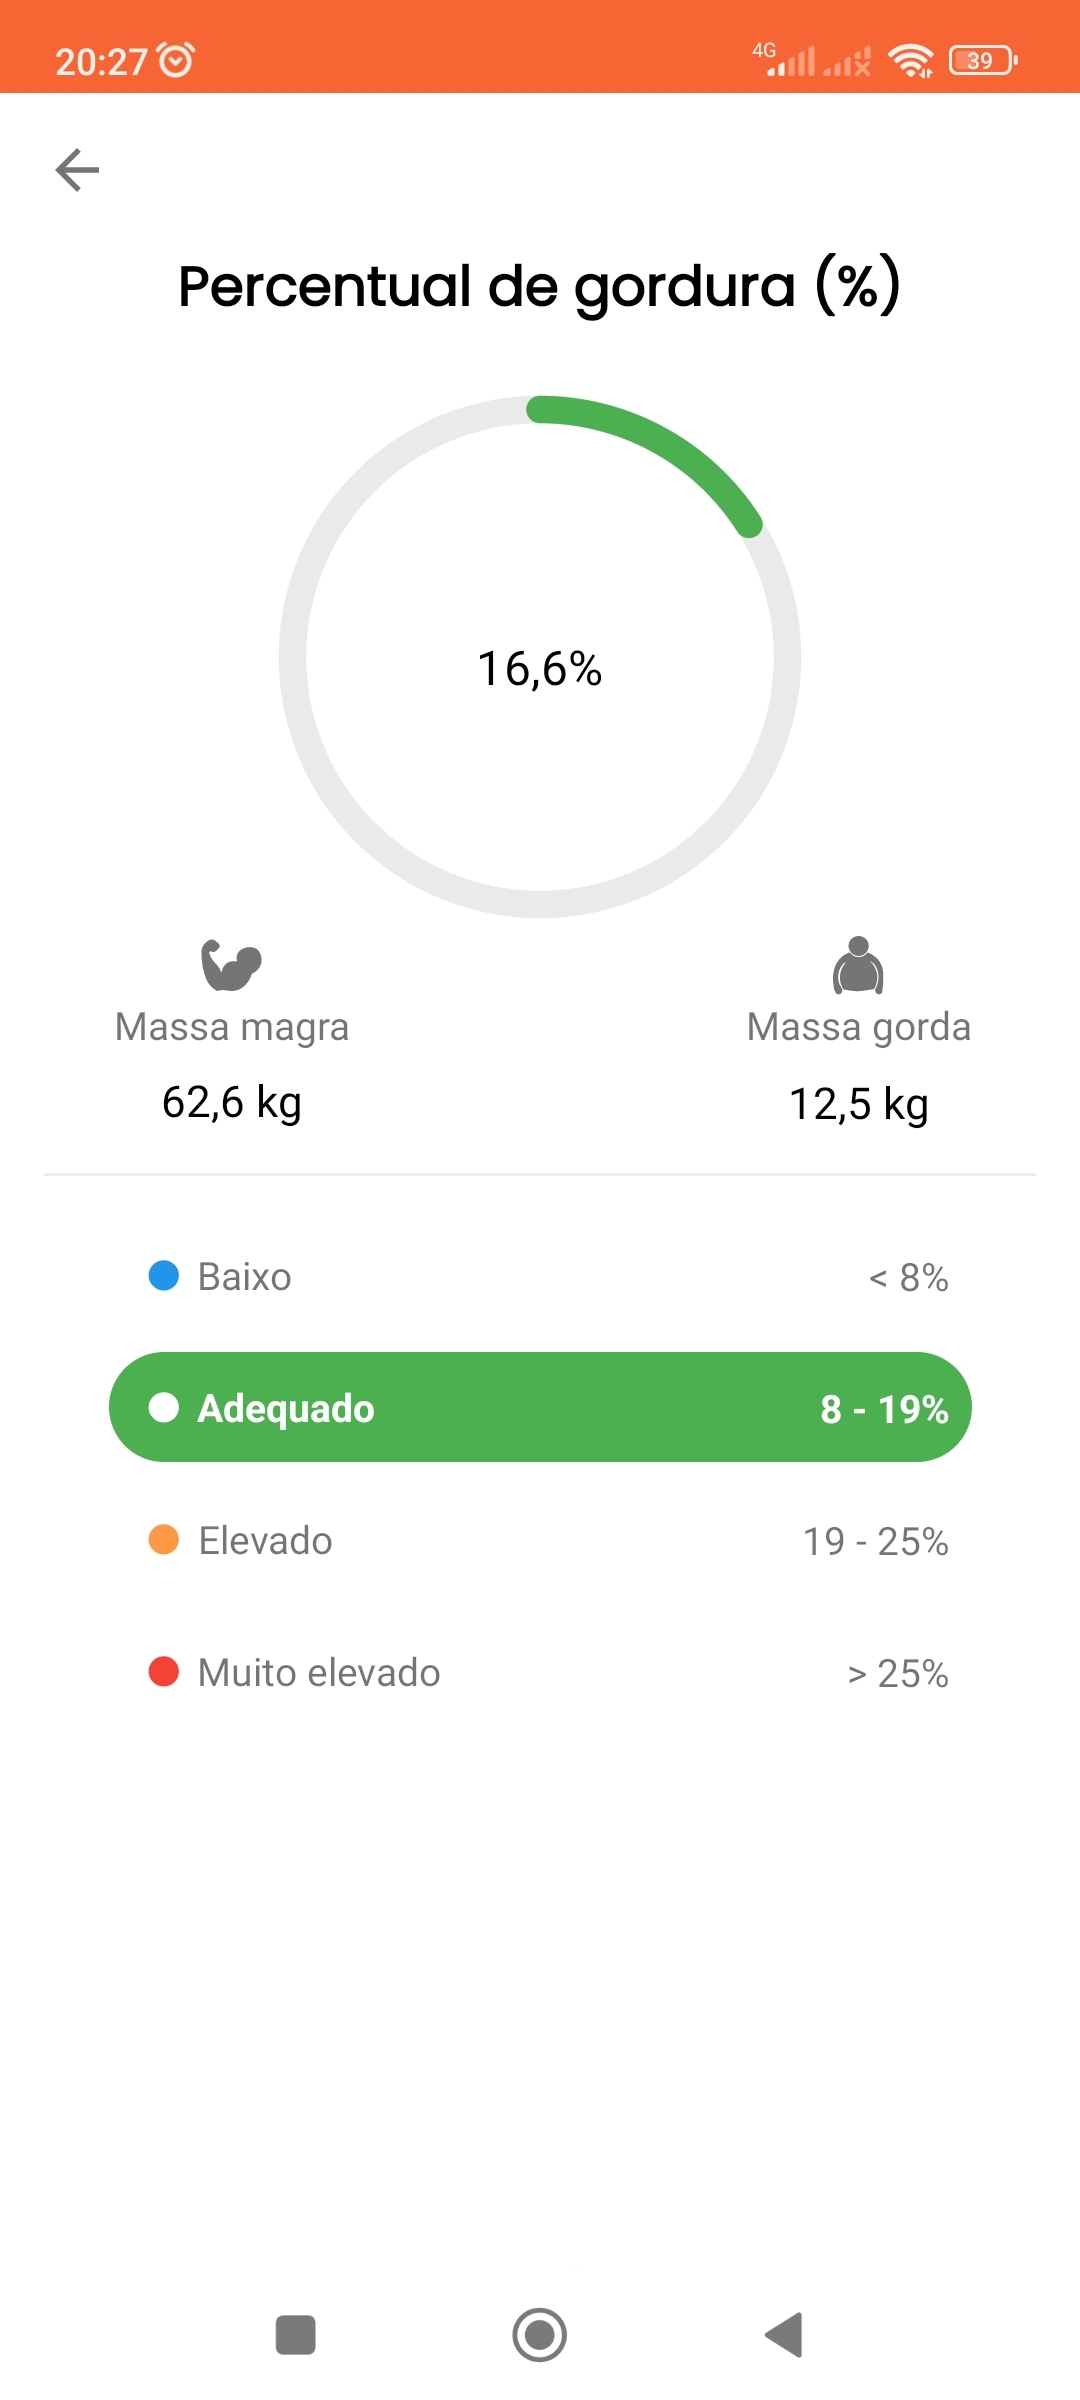 20:27
4G
39
Percentual de gordura (%)
16,6%
Massa magra
Massa gorda
62,6 kg
12,5 kg
Baixo
< 8%
Adequado
8 - 19%
Elevado
19 - 25%
Muito elevado
> 25%